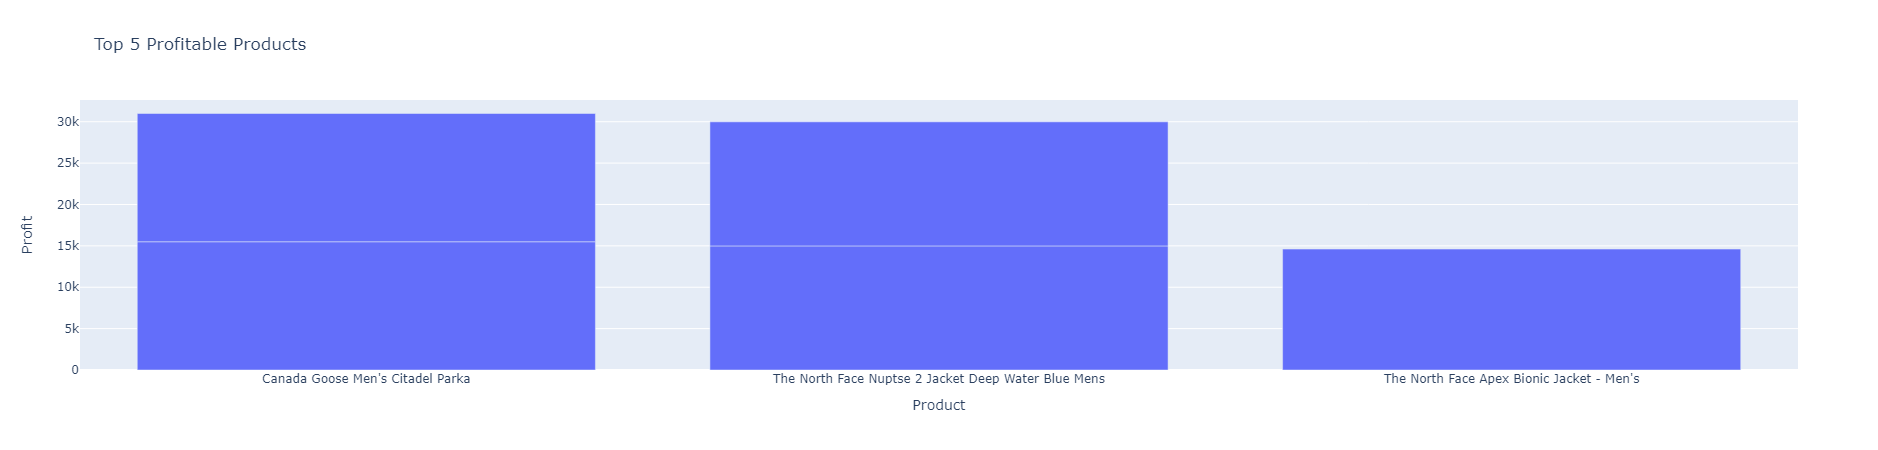 Top 5 Profitable Products
30k
25k
20k
15k
10k
5k
0
Profit
Canada Goose Men's Citadel Parka
The North Face Nuptse 2 Jacket Deep Water Blue Mens
The North Face Apex Bionic Jacket - Men's
Product